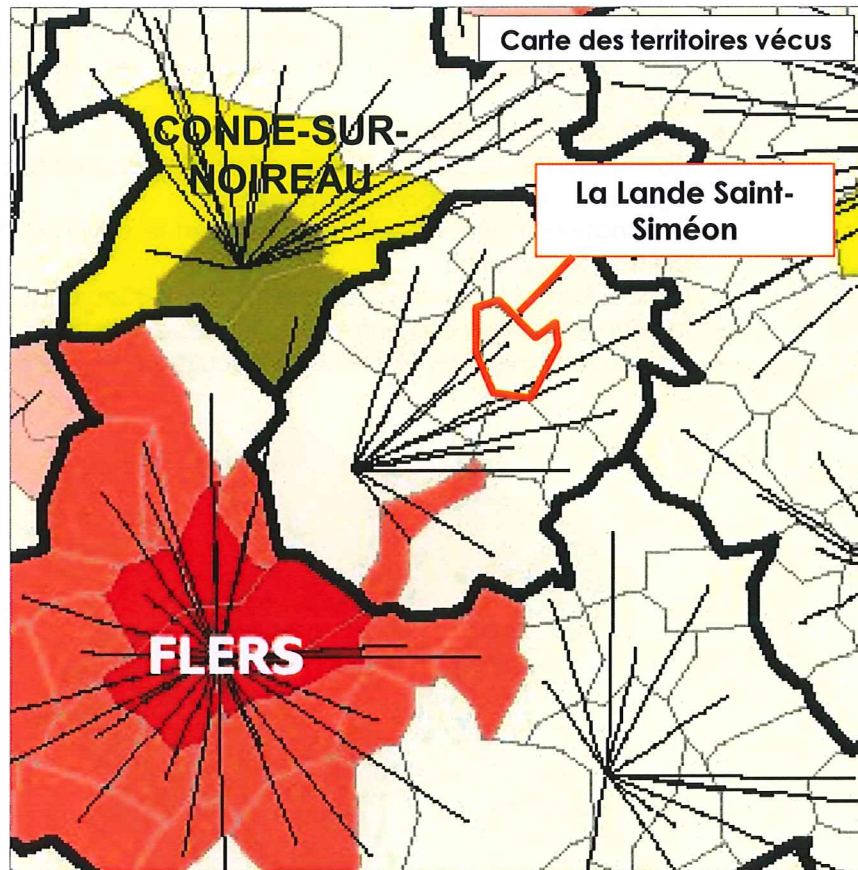 Carte des territoires vécus
CONDE-SUR-
NOIREAU
La Lande Saint-
Siméon
FLERS